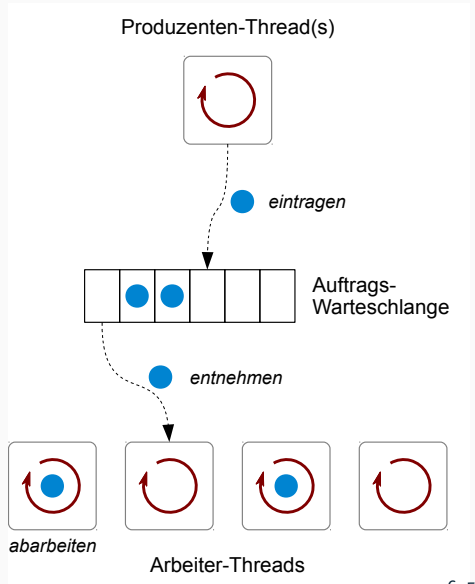 Produzenten-Thread(s)
eintragen
Auftrags-
Warteschlange
entnehmen
abarbeiten
Arbeiter-Threads